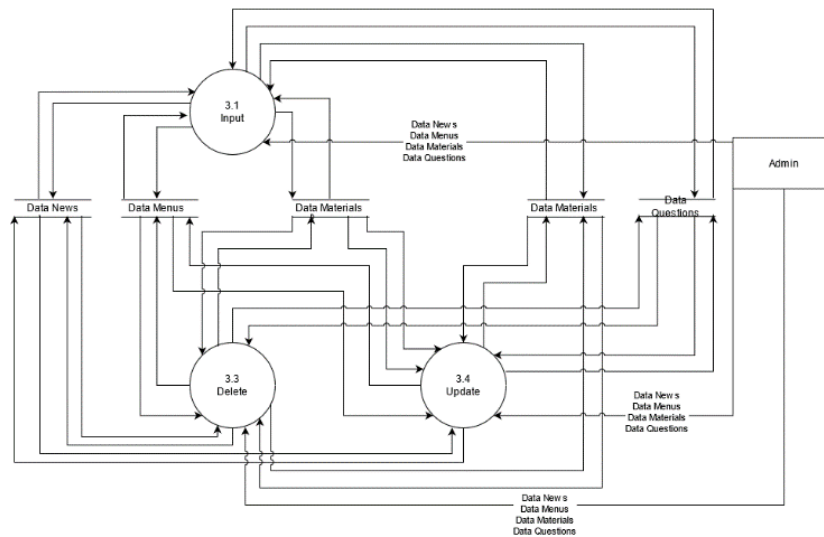 3.1
Input
Data News
Data Menus
Data Materials
Data Questions
Admin
Data News
Data Menus
Data Materials
Data Materials
Data
Questions
3.3
Delete
3.4
Update
Data News
Data Menus
Data Materials
Data Questions
Data News
Data Menus
Data Materials
Data Questions